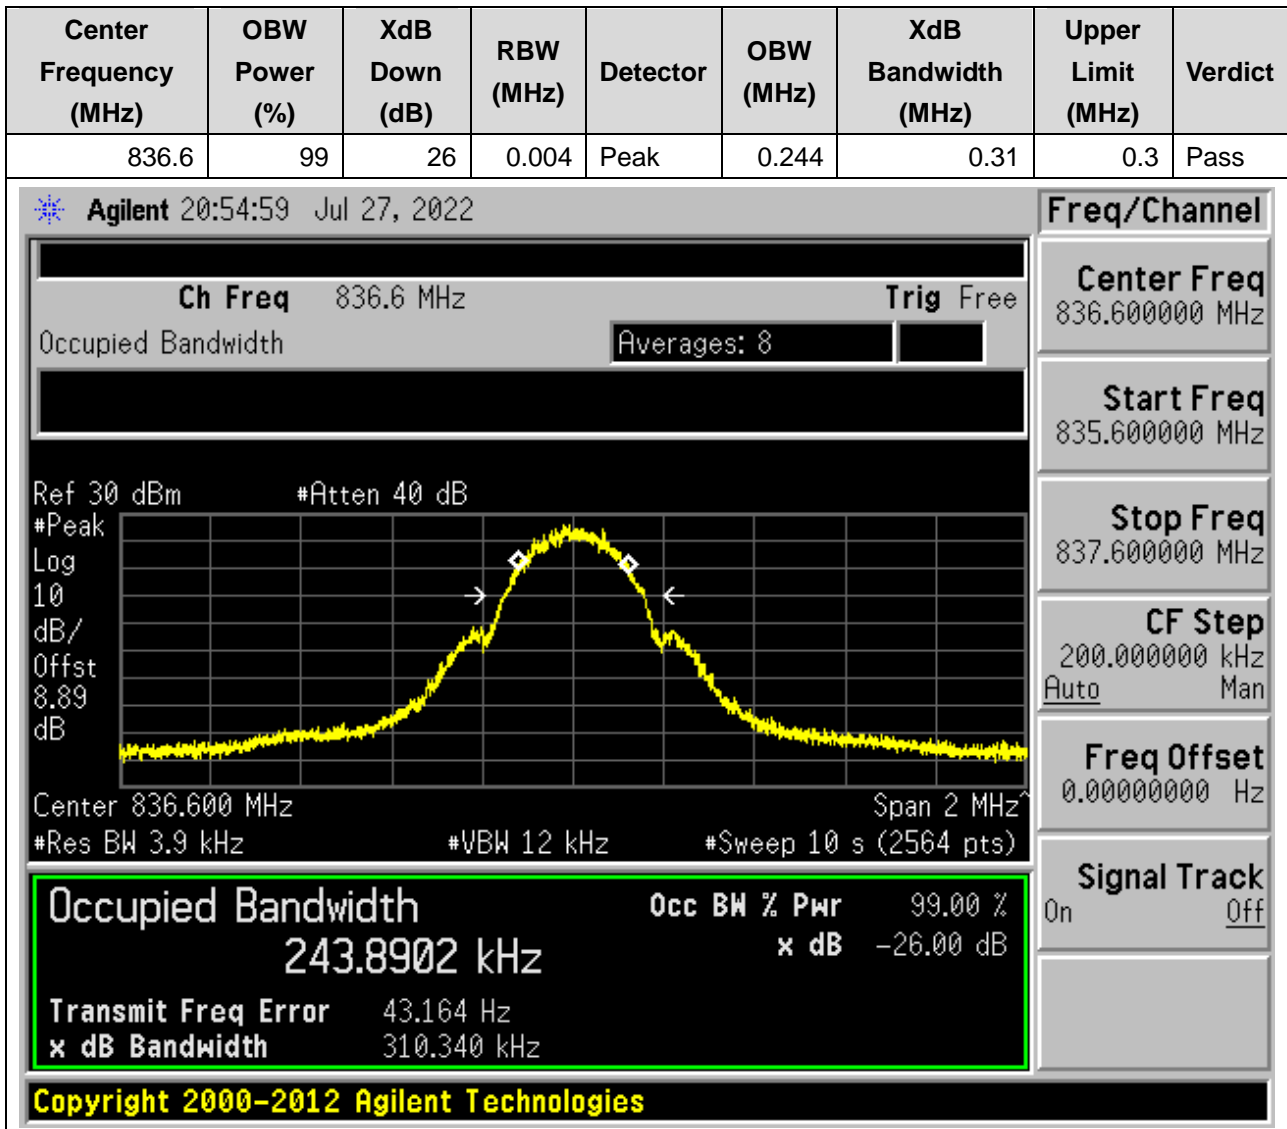 Center Frequency (MHz) OBW Power (%) XdB Down (dB) RBW (MHz) Detector OBW (MHz) XdB Bandwidth (MHz) Upper Limit (MHz) Verdict
836.6 99 26 0.004 Peak 0.244 0.31 0.3 Pass
Agilent 20:54:59 Jul 27, 2022
Freq/Channel
Ch Freq 836.6 MHz Trig Free
Occupied Bandwidth Averages: 8
Center Freq
836.600000 MHz
Start Freq
835.600000 MHz
Stop Freq
837.600000 MHz
CF Step
200.000000 kHz
Auto Man
Freq Offset
0.00000000 Hz
Signal Track
On Off
Ref 30 dBm #Atten 40 dB
#Peak
Log
10
dB/
Offst
8.89
dB
Center 836.600 MHz Span 2 MHz^
#Res BW 3.9 kHz #VBW 12 kHz #Sweep 10 s (2564 pts)
Occupied Bandwidth Occ BW % Pwr 99.00 %
243.8902 kHz x dB -26.00 dB
Transmit Freq Error 43.164 Hz
x dB Bandwidth 310.340 kHz
Copyright 2000-2012 Agilent Technologies